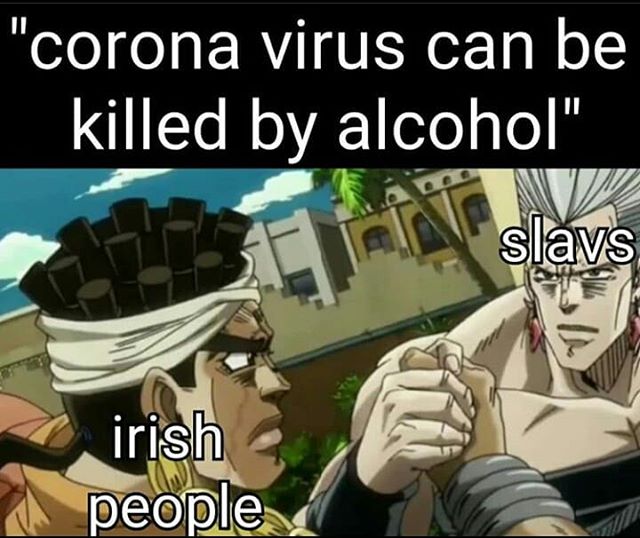 "corona virus can be
killed by alcohol"
slavs
irish
people